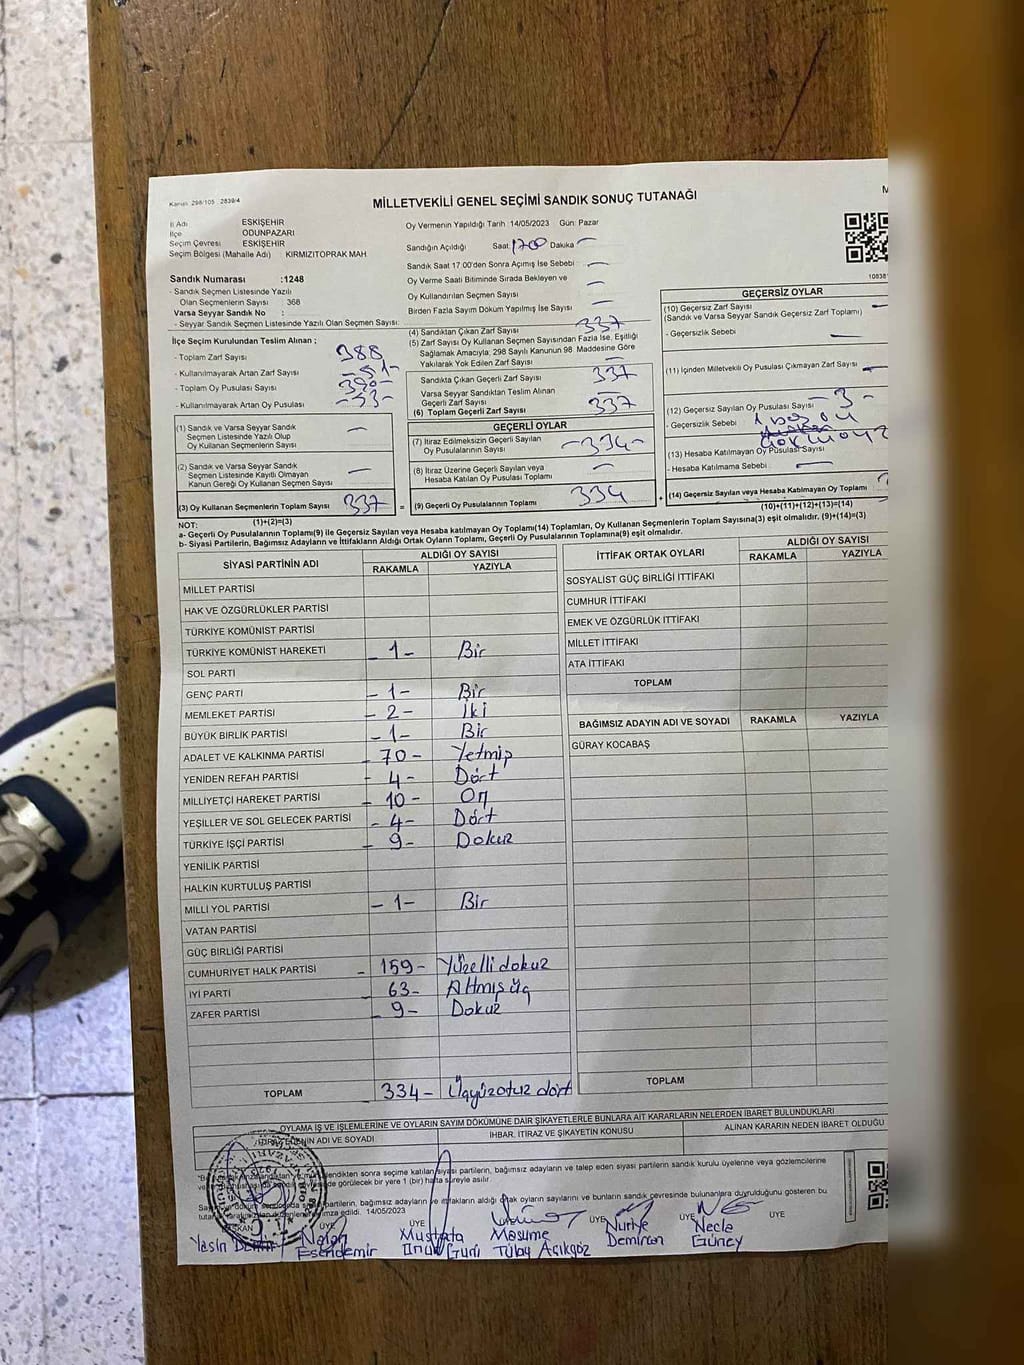 Kanun: 298/105 2839/4
MİLLETVEKİLİ GENEL SEÇİMİ SANDIK SONUÇ TUTANAĞI
M
İl Adı ESKİŞEHİR
İlçe ODUNPAZARI
Seçim Çevresi ESKİŞEHİR
Seçim Bölgesi (Mahalle Adı) KIRMIZITOPRAK MAH
Sandık Numarası :1248
- Sandık Seçmen Listesinde Yazılı
Olan Seçmenlerin Sayısı : 368
Varsa Seyyar Sandık No :
- Seyyar Sandık Seçmen Listesinde Yazılı Olan Seçmen Sayısı:
Oy Vermenin Yapıldığı Tarih 14/05/2023 Gün: Pazar
Sandığın Açıldığı Saat 1700 Dakika —
Sandık Saat 17.00'den Sonra Açılmış İse Sebebi —
Oy Verme Saati Bitiminde Sırada Bekleyen ve
Oy Kullandırılan Seçmen Sayısı —
Birden Fazla Sayım Döküm Yapılmış İse Sayısı —
İlçe Seçim Kurulundan Teslim Alınan ;
- Toplam Zarf Sayısı 388
- Kullanılmayarak Artan Zarf Sayısı -51-
- Toplam Oy Pusulası Sayısı 390-
- Kullanılmayarak Artan Oy Pusulası -53-
(4) Sandıktan Çıkan Zarf Sayısı 337
(5) Zarf Sayısı Oy Kullanan Seçmen Sayısından Fazla İse, Eşitliği
Sağlamak Amacıyla, 298 Sayılı Kanunun 98. Maddesine Göre
Yakılarak Yok Edilen Zarf Sayısı —
Sandıkta Çıkan Geçerli Zarf Sayısı 337
Varsa Seyyar Sandıktan Teslim Alınan
Geçerli Zarf Sayısı
(6) Toplam Geçerli Zarf Sayısı 337
(1) Sandık ve Varsa Seyyar Sandık
Seçmen Listesinde Yazılı Olup
Oy Kullanan Seçmenlerin Sayısı —
(2) Sandık ve Varsa Seyyar Sandık
Seçmen Listesinde Kayıtlı Olmayan
Kanun Gereği Oy Kullanan Seçmen Sayısı —
(3) Oy Kullanan Seçmenlerin Toplam Sayısı 337
(1)+(2)=(3)
GEÇERLİ OYLAR
(7) İtiraz Edilmeksizin Geçerli Sayılan
Oy Pusulalarının Sayısı -334-
(8) İtiraz Üzerine Geçerli Sayılan veya
Hesaba Katılan Oy Pusulası Toplamı —
= (9) Geçerli Oy Pusulalarının Toplamı 334
GEÇERSİZ OYLAR
(10) Geçersiz Zarf Sayısı
(Sandık ve Varsa Seyyar Sandık Geçersiz Zarf Toplamı) —
- Geçersizlik Sebebi —
(11) İçinden Milletvekili Oy Pusulası Çıkmayan Zarf Sayısı —
(12) Geçersiz Sayılan Oy Pusulası Sayısı - 3 -
- Geçersizlik Sebebi 1 boş oy
(13) Hesaba Katılmayan Oy Pusulası Sayısı
- Hesaba Katılmama Sebebi —
+ (14) Geçersiz Sayılan veya Hesaba Katılmayan Oy Toplamı
(10)+(11)+(12)+(13)=(14)
NOT:
a- Geçerli Oy Pusulalarının Toplamı(9) ile Geçersiz Sayılan veya Hesaba katılmayan Oy Toplamı(14) Toplamları, Oy Kullanan Seçmenlerin Toplam Sayısına(3) eşit olmalıdır. (9)+(14)=(3)
b- Siyasi Partilerin, Bağımsız Adayların ve İttifakların Aldığı Ortak Oyların Toplamı, Geçerli Oy Pusulalarının Toplamına(9) eşit olmalıdır.
SİYASİ PARTİNİN ADI ALDIĞI OY SAYISI
RAKAMLA YAZIYLA
MİLLET PARTİSİ
HAK VE ÖZGÜRLÜKLER PARTİSİ
TÜRKİYE KOMÜNİST PARTİSİ
TÜRKİYE KOMÜNİST HAREKETİ - 1 - Bir
SOL PARTİ
GENÇ PARTİ - 1 - Bir
MEMLEKET PARTİSİ - 2 - İki
BÜYÜK BİRLİK PARTİSİ - 1 - Bir
ADALET VE KALKINMA PARTİSİ - 70 - Yetmiş
YENİDEN REFAH PARTİSİ - 4 - Dört
MİLLİYETÇİ HAREKET PARTİSİ - 10 - On
YEŞİLLER VE SOL GELECEK PARTİSİ - 4 - Dört
TÜRKİYE İŞÇİ PARTİSİ - 9 - Dokuz
YENİLİK PARTİSİ
HALKIN KURTULUŞ PARTİSİ
MİLLİ YOL PARTİSİ - 1 - Bir
VATAN PARTİSİ
GÜÇ BİRLİĞİ PARTİSİ
CUMHURİYET HALK PARTİSİ - 159 - Yüzelli dokuz
İYİ PARTİ - 63 - Altmış üç
ZAFER PARTİSİ - 9 - Dokuz
TOPLAM - 334 - Üçyüzotuz dört
İTTİFAK ORTAK OYLARI ALDIĞI OY SAYISI
RAKAMLA YAZIYLA
SOSYALİST GÜÇ BİRLİĞİ İTTİFAKI
CUMHUR İTTİFAKI
EMEK VE ÖZGÜRLÜK İTTİFAKI
MİLLET İTTİFAKI
ATA İTTİFAKI
TOPLAM
BAĞIMSIZ ADAYIN ADI VE SOYADI RAKAMLA YAZIYLA
GÜRAY KOCABAŞ
TOPLAM
OYLAMA İŞ VE İŞLEMLERİNE VE OYLARIN SAYIM DÖKÜMÜNE DAİR ŞİKAYETLERLE BUNLARA AİT KARARLARIN NELERDEN İBARET BULUNDUKLARI
ADI VE SOYADI İHBAR, İTİRAZ VE ŞİKAYETİN KONUSU ALINAN KARARIN NEDEN İBARET OLDUĞU
sonra seçime katılan siyasi partilerin, bağımsız adayların ve talep eden siyasi partilerin sandık kurulu üyelerine veya gözlemcilerine
görülecek bir yere 1 (bir) hafta süreyle asılır.
partilerin, bağımsız adayların ve ittifakların aldığı ortak oyların sayılarını ve bunların sandık çevresinde bulunanlara duyrulduğunu gösteren bu
imza edildi. 14/05/2023
BAŞKAN ÜYE ÜYE ÜYE ÜYE
Yasin Demir
Esendemir
Mustafa
Masume Tülay Açıkgöz
Nuriye Demircan
Necla Güney